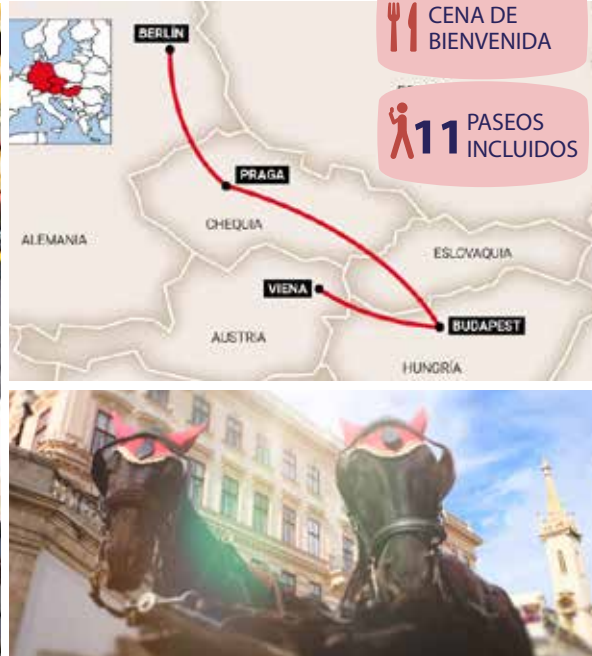 CENA DE
BIENVENIDA
11 PASEOS
INCLUIDOS
BERLÍN
PRAGA
CHEQUIA
ALEMANIA
ESLOVAQUIA
VIENA
BUDAPEST
AUSTRIA
HUNGRÍA